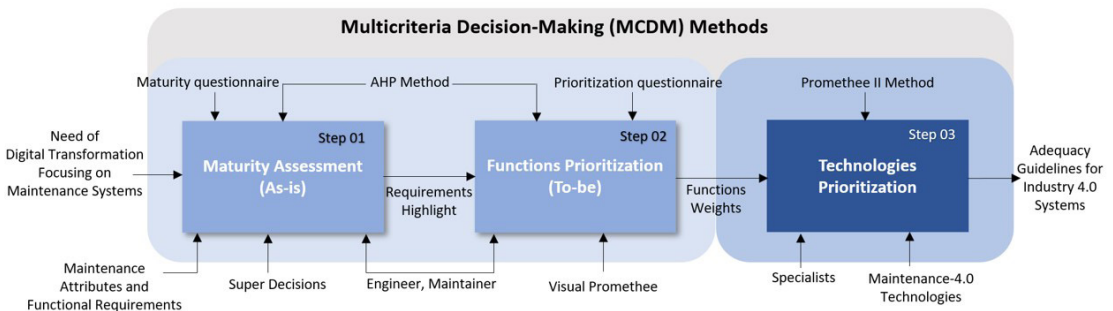 Multicriteria Decision-Making (MCDM) Methods
Maturity questionnaire
AHP Method
Prioritization questionnaire
Promethee II Method
Need of
Digital Transformation
Focusing on
Maintenance Systems
Step 01
Maturity Assessment
(As-is)
Requirements
Highlight
Step 02
Functions Prioritization
(To-be)
Functions
Weights
Step 03
Technologies
Prioritization
Adequacy
Guidelines for
Industry 4.0
Systems
Maintenance
Attributes and
Functional Requirements
Super Decisions
Engineer, Maintainer
Visual Promethee
Specialists
Maintenance-4.0
Technologies